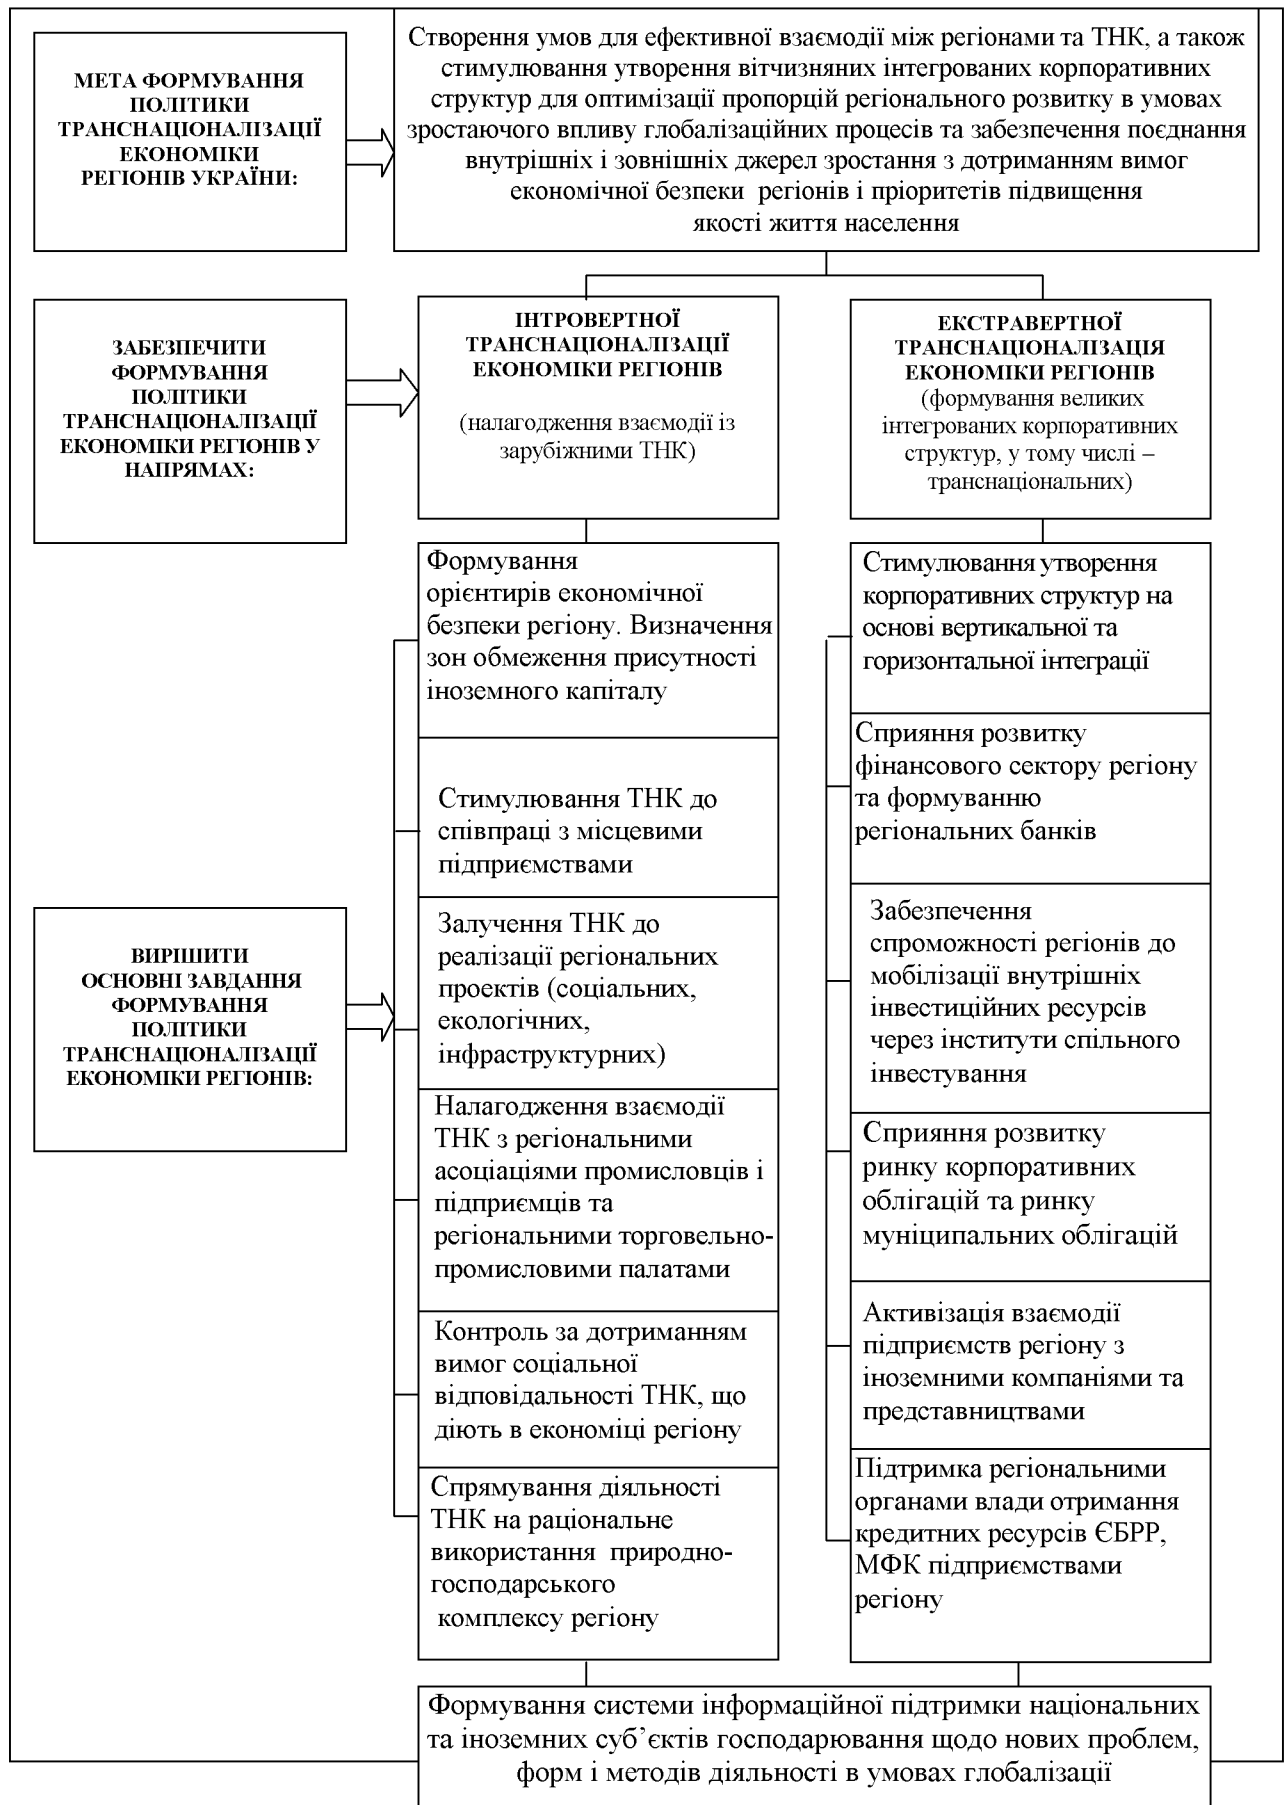 МЕТА ФОРМУВАННЯ
ПОЛІТИКИ
ТРАНСНАЦІОНАЛІЗАЦІЇ
ЕКОНОМІКИ
РЕГІОНІВ УКРАЇНИ:
Створення умов для ефективної взаємодії між регіонами та ТНК, а також
стимулювання утворення вітчизняних інтегрованих корпоративних
структур для оптимізації пропорцій регіонального розвитку в умовах
зростаючого впливу глобалізаційних процесів та забезпечення поєднання
внутрішніх і зовнішніх джерел зростання з дотриманням вимог
економічної безпеки регіонів і пріоритетів підвищення
якості життя населення
ЗАБЕЗПЕЧИТИ
ФОРМУВАННЯ
ПОЛІТИКИ
ТРАНСНАЦІОНАЛІЗАЦІЇ
ЕКОНОМІКИ РЕГІОНІВ У
НАПРЯМАХ:
ІНТРОВЕРТНОЇ
ТРАНСНАЦІОНАЛІЗАЦІЇ
ЕКОНОМІКИ РЕГІОНІВ
(налагодження взаємодії із
зарубіжними ТНК)
ЕКСТРАВЕРТНОЇ
ТРАНСНАЦІОНАЛІЗАЦІЯ
ЕКОНОМІКИ РЕГІОНІВ
(формування великих
інтегрованих корпоративних
структур, у тому числі –
транснаціональних)
ВИРІШИТИ
ОСНОВНІ ЗАВДАННЯ
ФОРМУВАННЯ
ПОЛІТИКИ
ТРАНСНАЦІОНАЛІЗАЦІЇ
ЕКОНОМІКИ РЕГІОНІВ:
Формування
орієнтирів економічної
безпеки регіону. Визначення
зон обмеження присутності
іноземного капіталу
Стимулювання ТНК до
співпраці з місцевими
підприємствами
Залучення ТНК до
реалізації регіональних
проектів (соціальних,
екологічних,
інфраструктурних)
Налагодження взаємодії
ТНК з регіональними
асоціаціями промисловців і
підприємців та
регіональними торговельно-
промисловими палатами
Контроль за дотриманням
вимог соціальної
відповідальності ТНК, що
діють в економіці регіону
Спрямування діяльності
ТНК на раціональне
використання природно-
господарського
комплексу регіону
Стимулювання утворення
корпоративних структур на
основі вертикальної та
горизонтальної інтеграції
Сприяння розвитку
фінансового сектору регіону
та формуванню
регіональних банків
Забезпечення
спроможності регіонів до
мобілізації внутрішніх
інвестиційних ресурсів
через інститути спільного
інвестування
Сприяння розвитку
ринку корпоративних
облігацій та ринку
муніципальних облігацій
Активізація взаємодії
підприємств регіону з
іноземними компаніями та
представництвами
Підтримка регіональними
органами влади отримання
кредитних ресурсів ЄБРР,
МФК підприємствами
регіону
Формування системи інформаційної підтримки національних
та іноземних суб’єктів господарювання щодо нових проблем,
форм і методів діяльності в умовах глобалізації